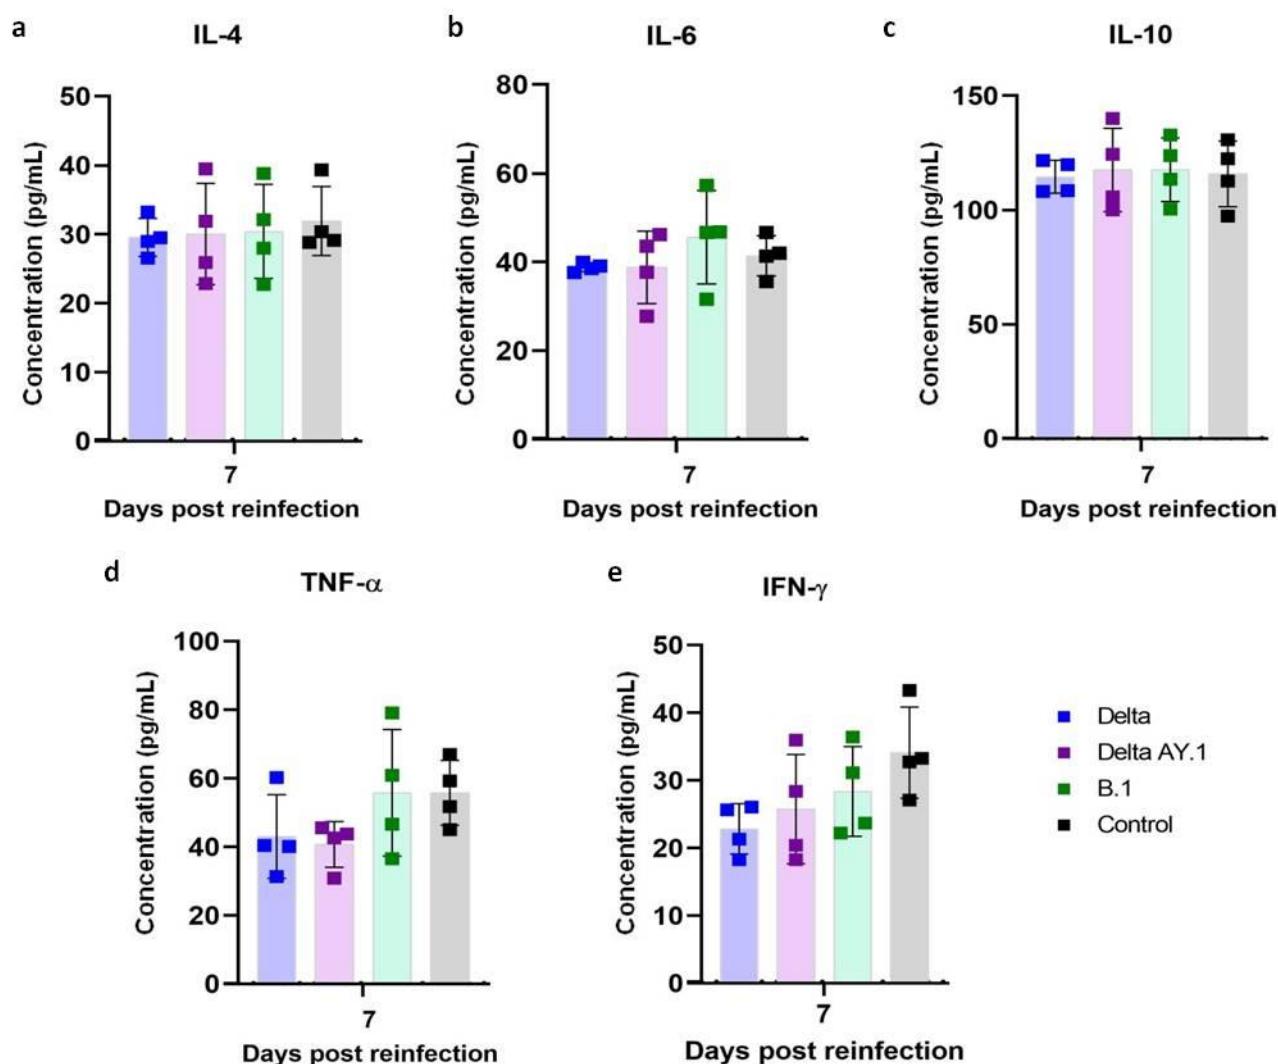 a
IL-4
50
40
30
20
10
0
Concentration (pg/mL)
7
Days post reinfection
b
IL-6
80
60
40
20
0
Concentration (pg/mL)
7
Days post reinfection
c
IL-10
150
100
50
0
Concentration (pg/mL)
7
Days post reinfection
d
TNF-α
100
80
60
40
20
0
Concentration (pg/mL)
7
Days post reinfection
e
IFN-γ
50
40
30
20
10
0
Concentration (pg/mL)
7
Days post reinfection
Delta
Delta AY.1
B.1
Control